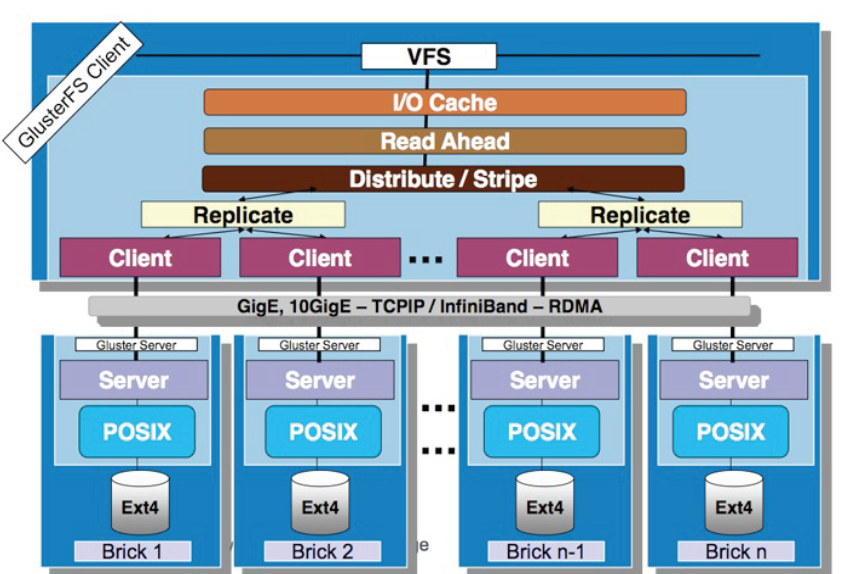 GlusterFS Client
VFS
I/O Cache
Read Ahead
Distribute / Stripe
Replicate Replicate
Client Client ... Client Client
GigE, 10GigE – TCPIP / InfiniBand – RDMA
Gluster Server Gluster Server Gluster Server Gluster Server
Server Server Server Server
POSIX POSIX ... POSIX POSIX
...
Ext4 Ext4 Ext4 Ext4
Brick 1 Brick 2 Brick n-1 Brick n